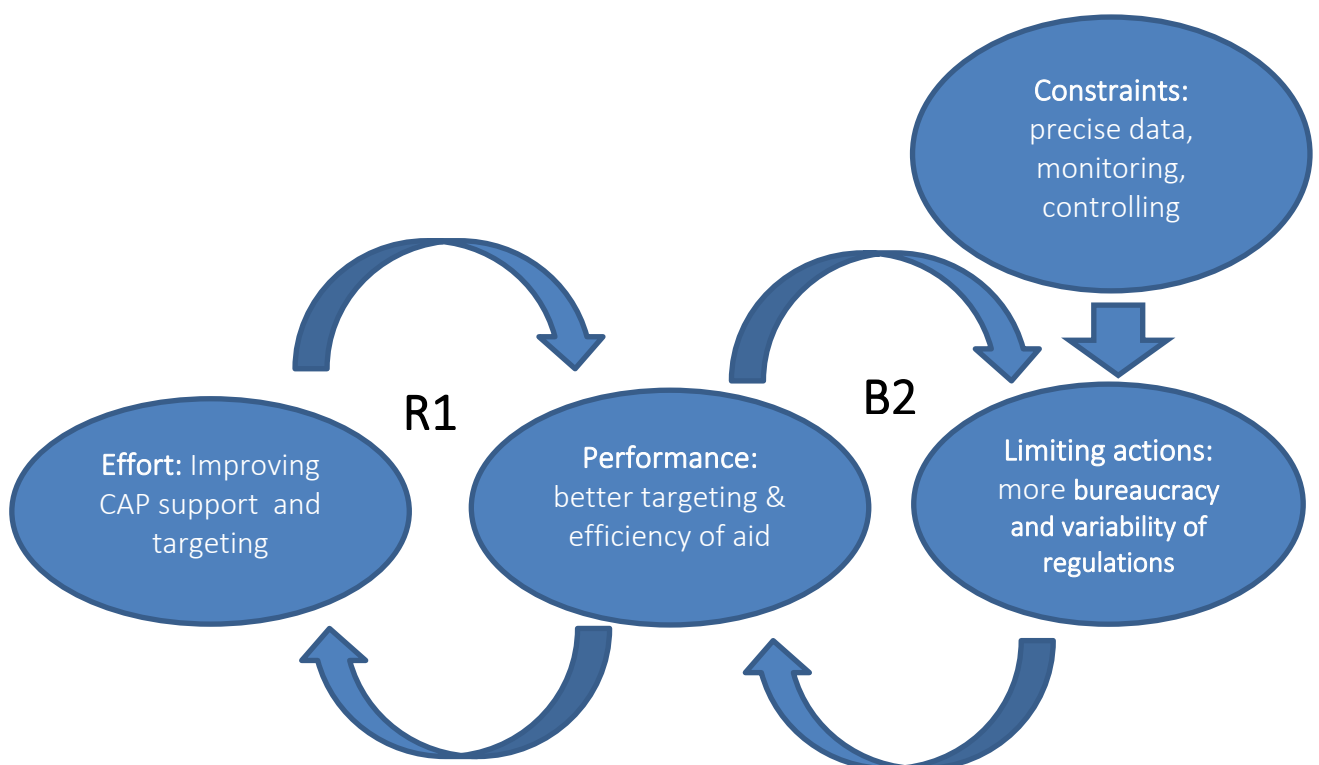 Constraints:
precise data,
monitoring,
controlling
R1
B2
Effort: Improving
CAP support and
targeting
Performance:
better targeting &
efficiency of aid
Limiting actions:
more bureaucracy
and variability of
regulations